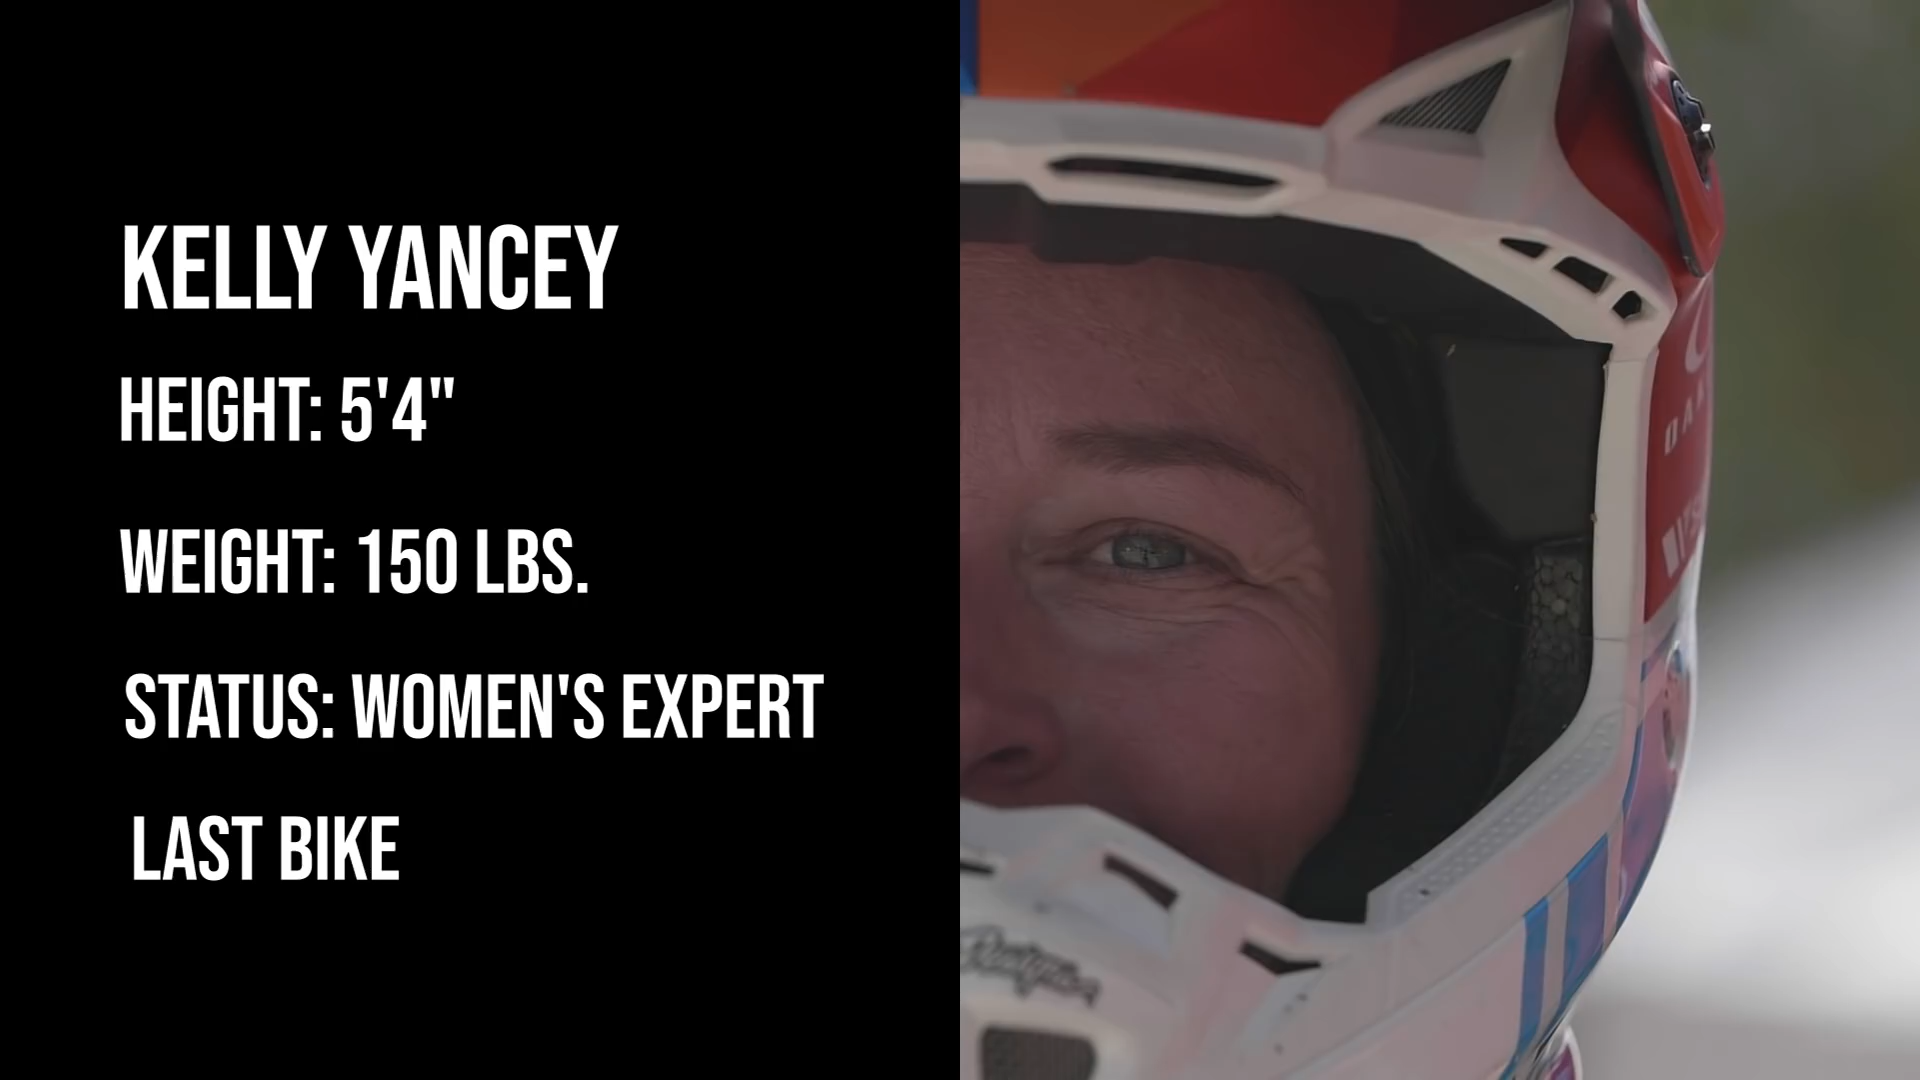 KELLY YANCEY
HEIGHT: 5'4"
WEIGHT: 150 LBS.
STATUS: WOMEN'S EXPERT
LAST BIKE